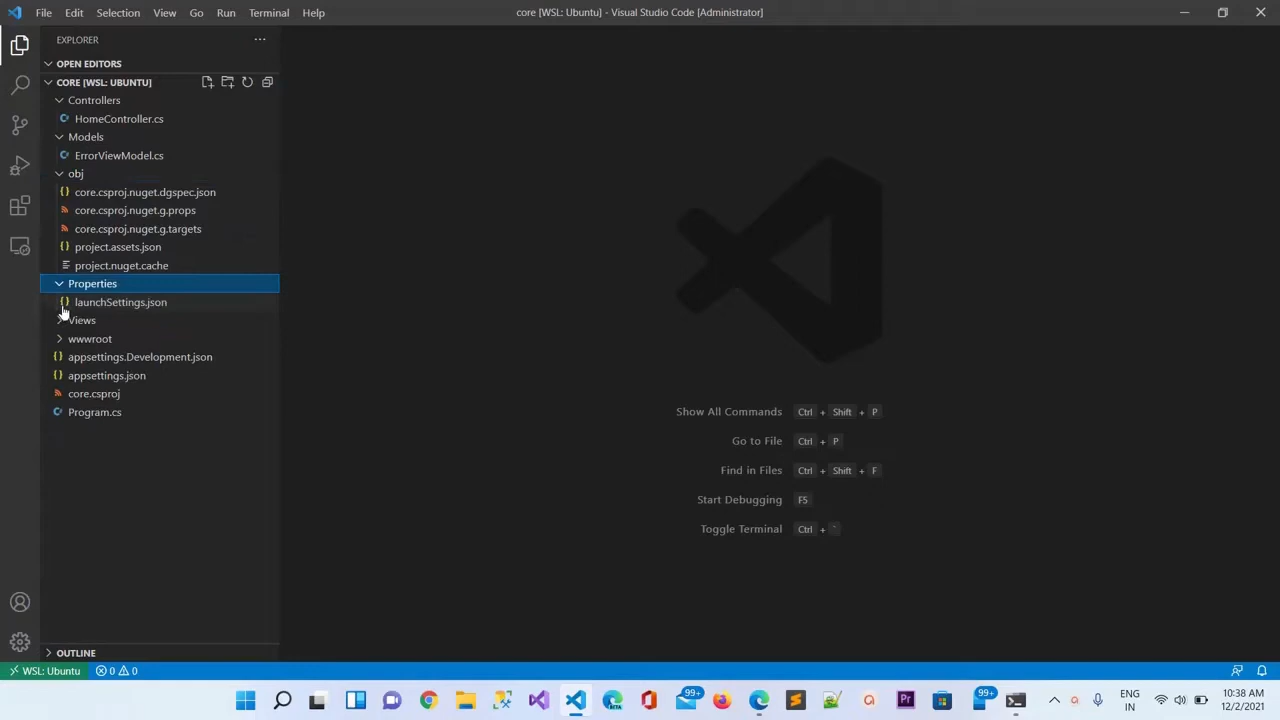 File Edit Selection View Go Run Terminal Help
core [WSL: Ubuntu] - Visual Studio Code [Administrator]
EXPLORER
OPEN EDITORS
CORE [WSL: UBUNTU]
Controllers
HomeController.cs
Models
ErrorViewModel.cs
obj
core.csproj.nuget.dgspec.json
core.csproj.nuget.g.props
core.csproj.nuget.g.targets
project.assets.json
project.nuget.cache
Properties
launchSettings.json
Views
wwwroot
appsettings.Development.json
appsettings.json
core.csproj
Program.cs
Show All Commands Ctrl + Shift + P
Go to File Ctrl + P
Find in Files Ctrl + Shift + F
Start Debugging F5
Toggle Terminal Ctrl + `
OUTLINE
WSL: Ubuntu 0 0
BETA 99+ Pr 99+
ENG
IN
10:38 AM
12/2/2021